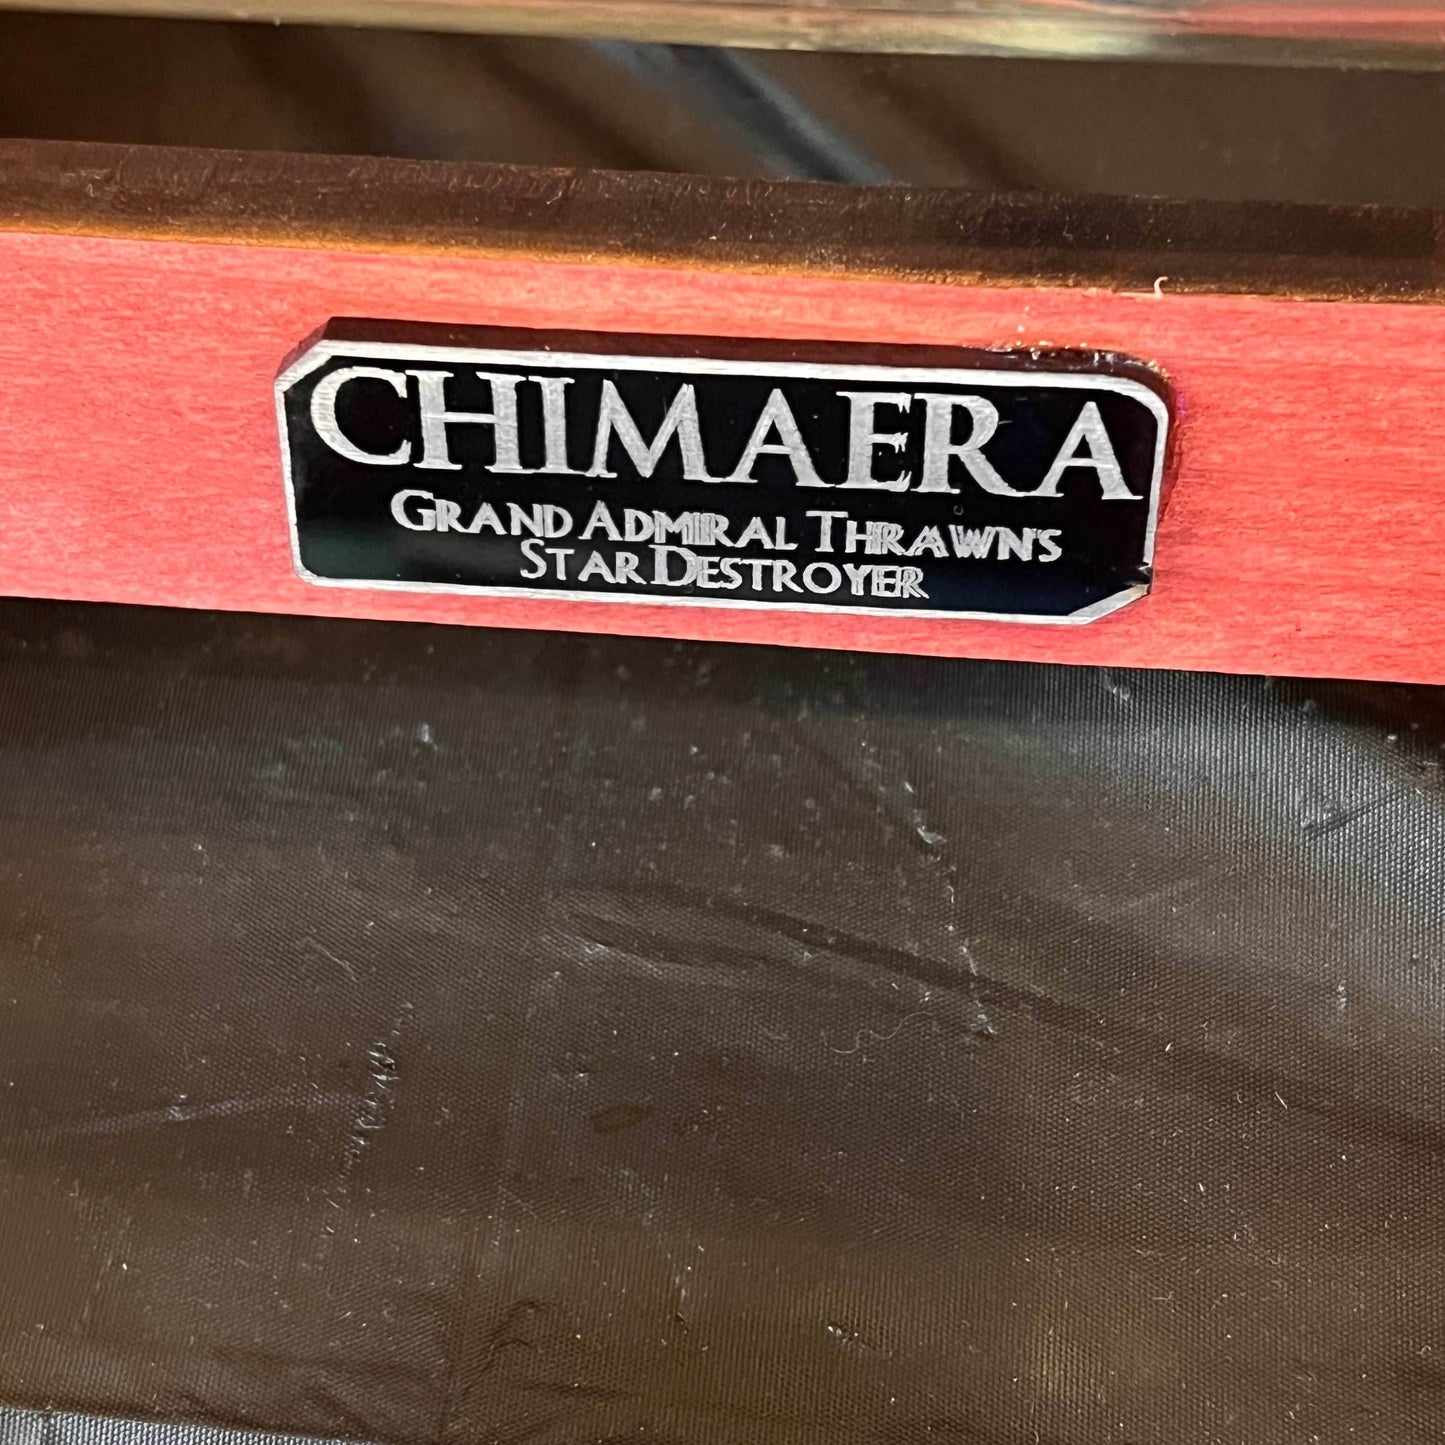 CHIMAERA
GRAND ADMIRAL THRAWN'S
STAR DESTROYER